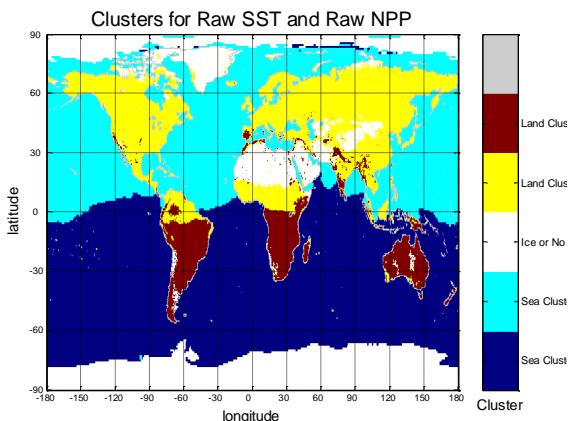 Clusters for Raw SST and Raw NPP
90
60
30
0
-30
-60
-90
latitude
-180 -150 -120 -90 -60 -30 0 30 60 90 120 150 180
longitude
Land Clus
Land Clus
Ice or No
Sea Cluste
Sea Cluste
Cluster